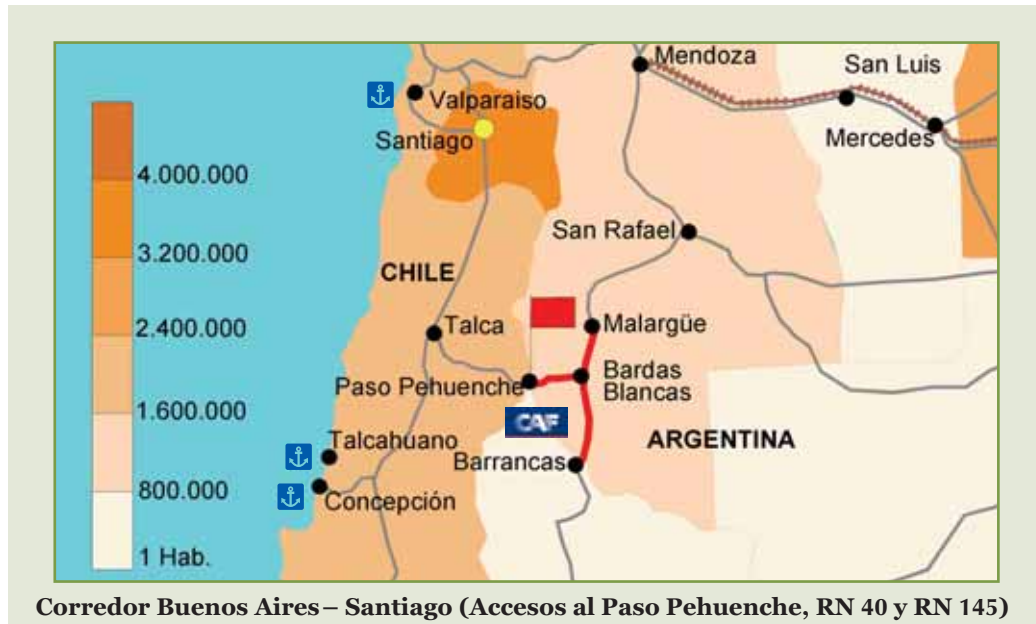 Mendoza
San Luis
Valparaiso
Santiago
Mercedes
4.000.000
San Rafael
3.200.000
CHILE
2.400.000
Talca
Malargüe
Paso Pehuenche
Bardas
Blancas
1.600.000
CAF
Talcahuano
ARGENTINA
Barrancas
800.000
Concepción
1 Hab.
Corredor Buenos Aires – Santiago (Accesos al Paso Pehuenche, RN 40 y RN 145)